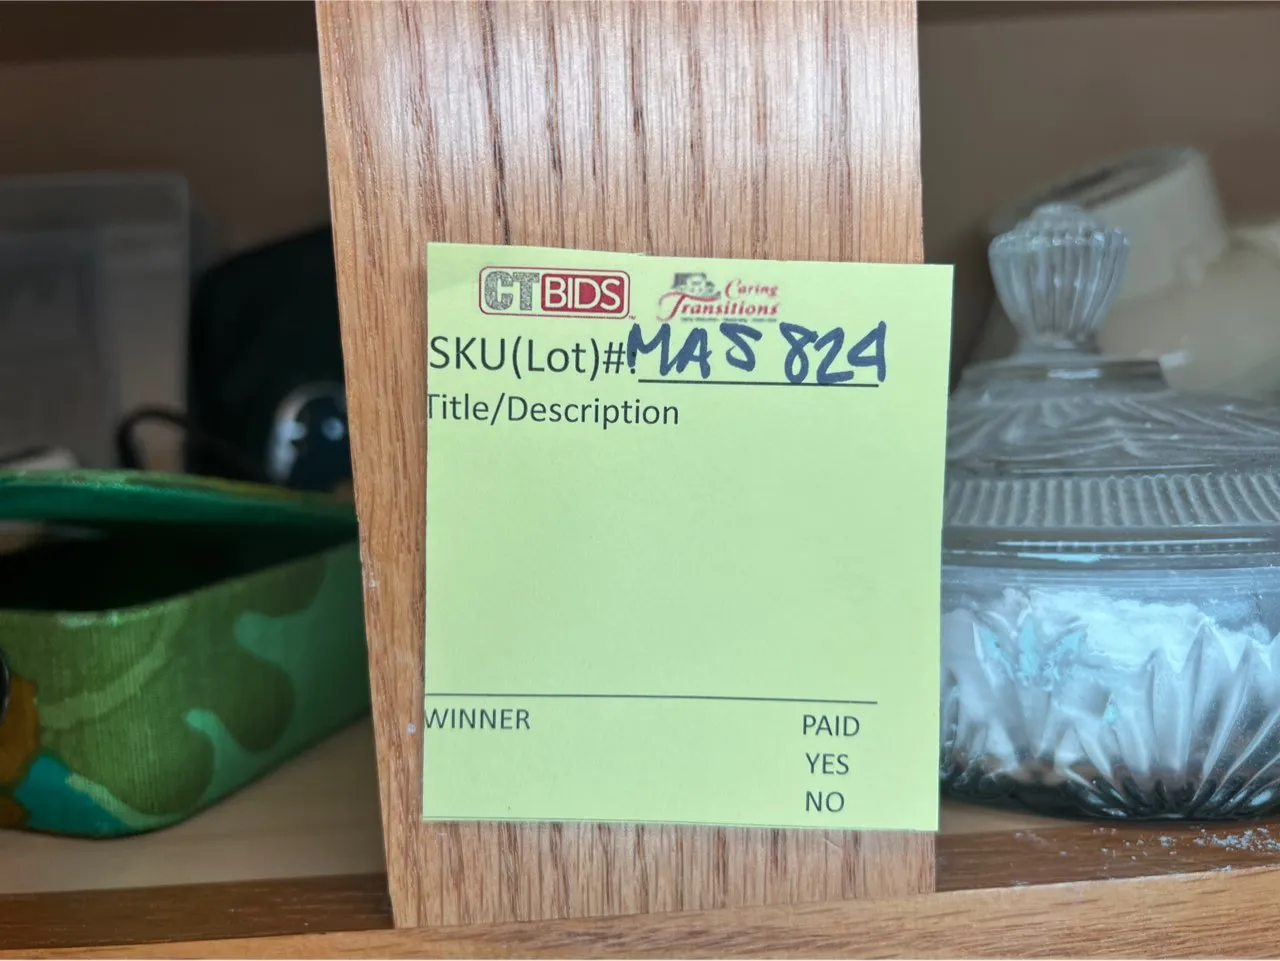 CTBIDS Caring Transitions
SKU(Lot)#: MAS 824
Title/Description
WINNER PAID
YES
NO